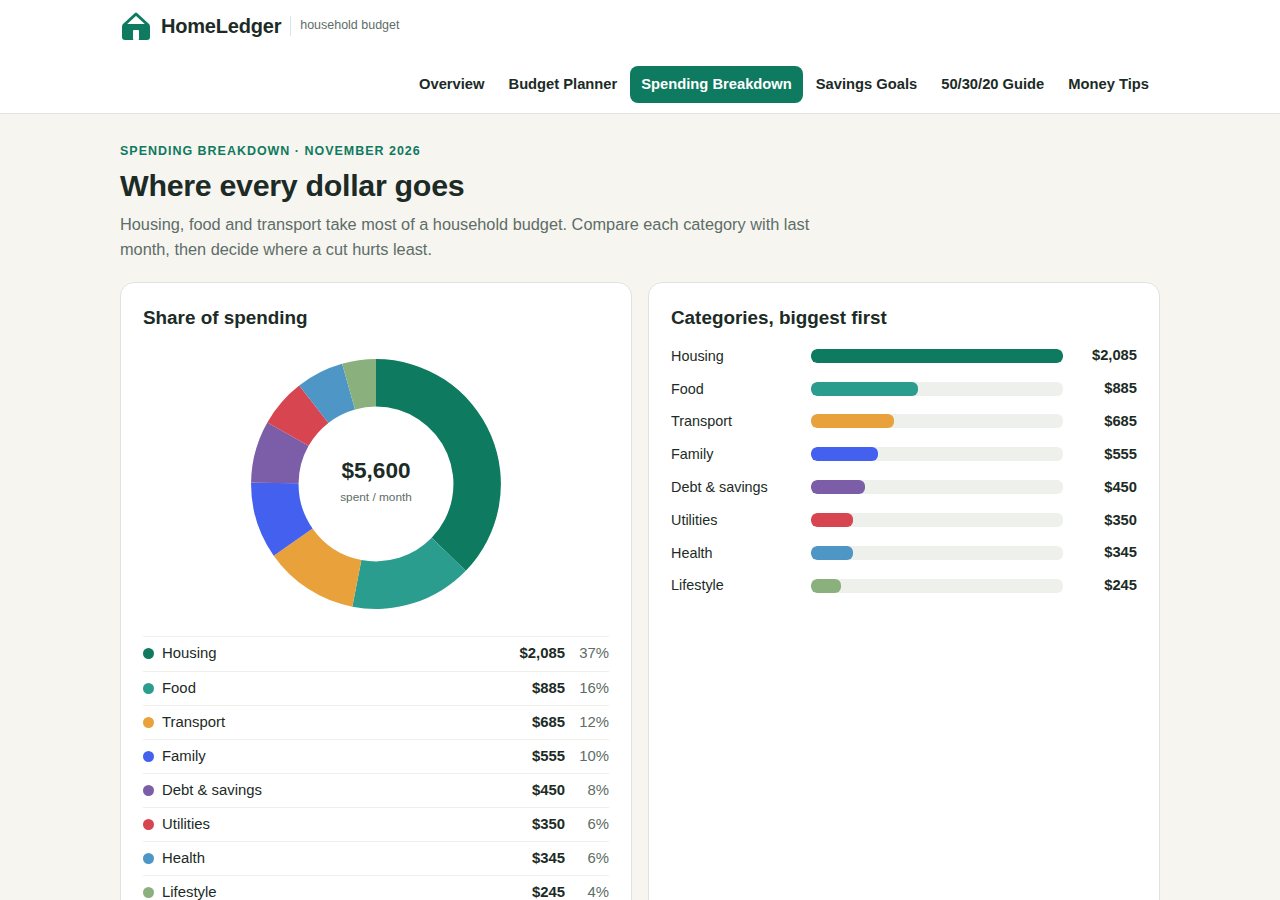 HomeLedger
household budget
Overview Budget Planner Spending Breakdown Savings Goals 50/30/20 Guide Money Tips
SPENDING BREAKDOWN · NOVEMBER 2026
Where every dollar goes
Housing, food and transport take most of a household budget. Compare each category with last
month, then decide where a cut hurts least.
Share of spending
$5,600
spent / month
Housing $2,085 37%
Food $885 16%
Transport $685 12%
Family $555 10%
Debt & savings $450 8%
Utilities $350 6%
Health $345 6%
Lifestyle $245 4%
Categories, biggest first
Housing $2,085
Food $885
Transport $685
Family $555
Debt & savings $450
Utilities $350
Health $345
Lifestyle $245